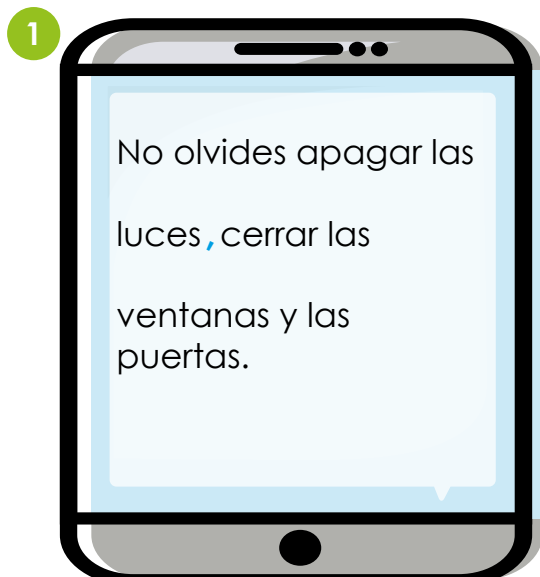 1
No olvides apagar las
luces, cerrar las
ventanas y las
puertas.